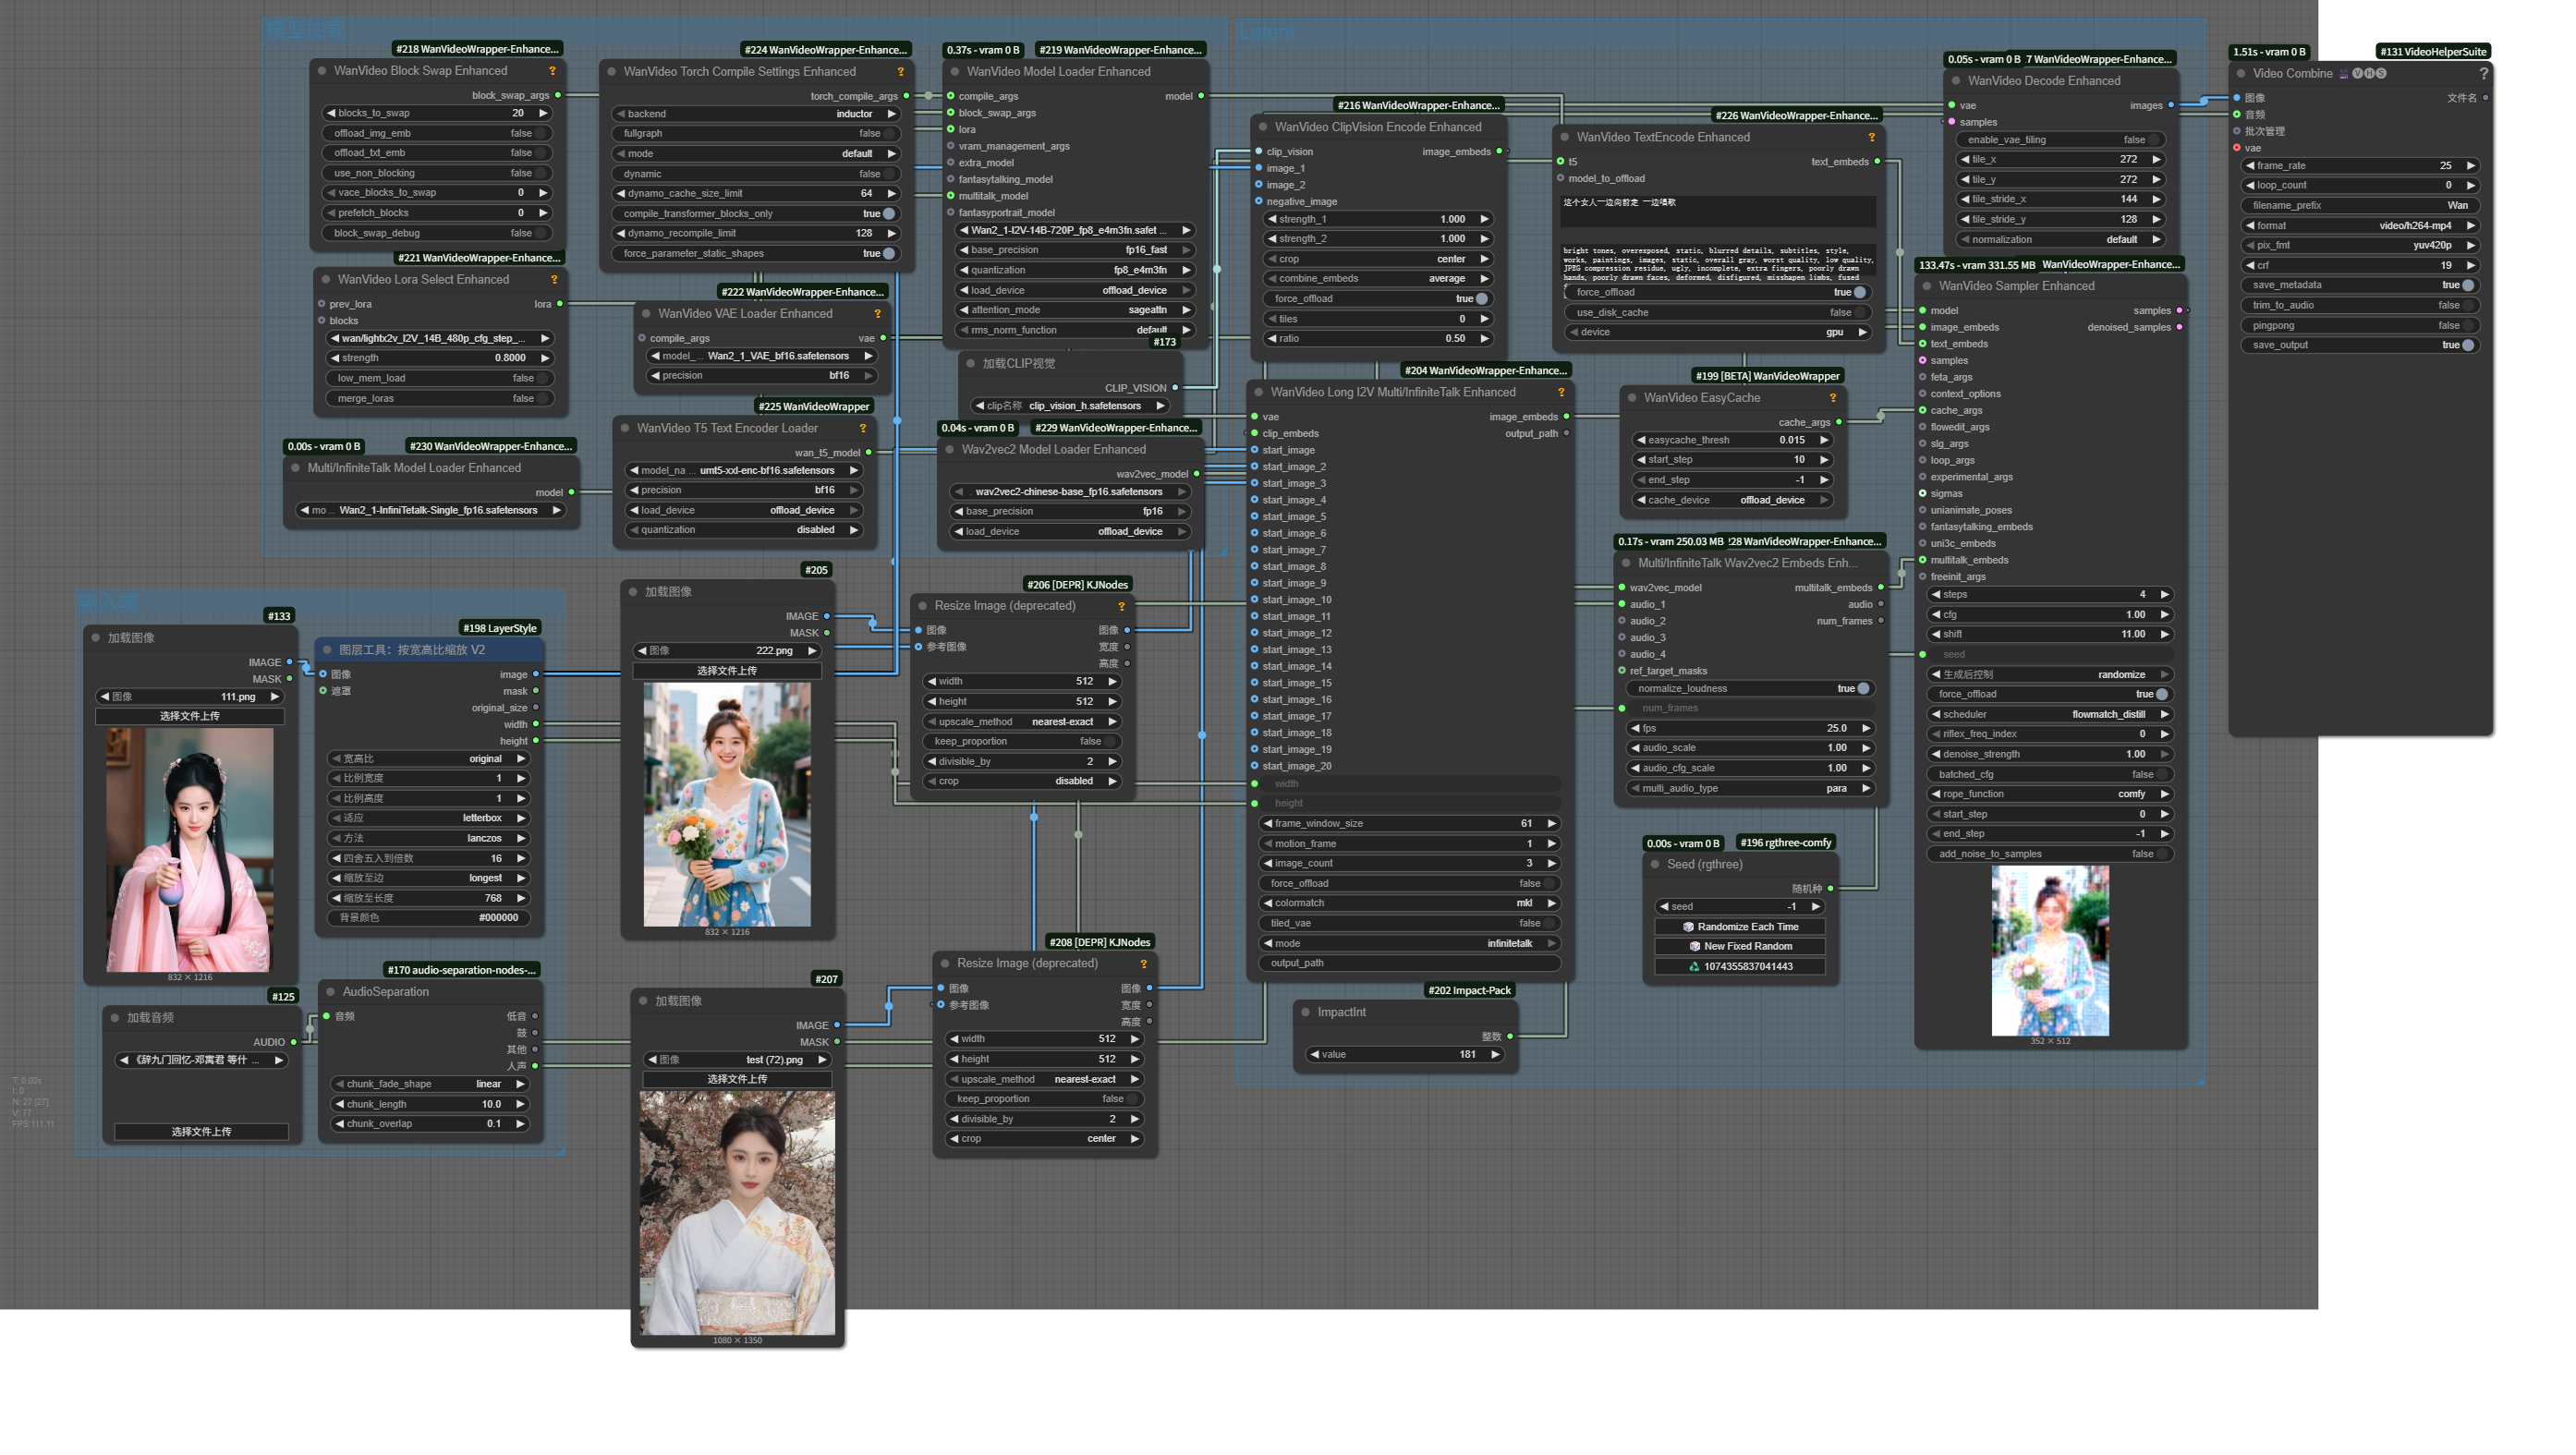 模型加载
Latent
#218 WanVideoWrapper-Enhance...
WanVideo Block Swap Enhanced
?
block_swap_args
blocks_to_swap 20
offload_img_emb false
offload_txt_emb false
use_non_blocking false
vace_blocks_to_swap 0
prefetch_blocks 0
block_swap_debug false
#221 WanVideoWrapper-Enhance...
WanVideo Lora Select Enhanced
?
prev_lora lora
blocks
wan/lightx2v_I2V_14B_480p_cfg_step_...
strength 0.8000
low_mem_load false
merge_loras false
0.00s - vram 0 B #230 WanVideoWrapper-Enhance...
Multi/InfiniteTalk Model Loader Enhanced
model
mo ... Wan2_1-InfiniTetalk-Single_fp16.safetensors
#224 WanVideoWrapper-Enhance...
WanVideo Torch Compile Settings Enhanced
?
torch_compile_args
backend inductor
fullgraph false
mode default
dynamic false
dynamo_cache_size_limit 64
compile_transformer_blocks_only true
dynamo_recompile_limit 128
force_parameter_static_shapes true
#222 WanVideoWrapper-Enhance...
WanVideo VAE Loader Enhanced
?
compile_args vae
model_... Wan2_1_VAE_bf16.safetensors
precision bf16
#225 WanVideoWrapper
WanVideo T5 Text Encoder Loader
?
wan_t5_model
model_na ... umt5-xxl-enc-bf16.safetensors
precision bf16
load_device offload_device
quantization disabled
0.37s - vram 0 B #219 WanVideoWrapper-Enhance...
WanVideo Model Loader Enhanced
compile_args model
block_swap_args
lora
vram_management_args
extra_model
fantasytalking_model
multitalk_model
fantasyportrait_model
Wan2_1-I2V-14B-720P_fp8_e4m3fn.safet ...
base_precision fp16_fast
quantization fp8_e4m3fn
load_device offload_device
attention_mode sageattn
rms_norm_function default
#173
加载CLIP视觉
CLIP_VISION
clip名称 clip_vision_h.safetensors
0.04s - vram 0 B #229 WanVideoWrapper-Enhance...
Wav2vec2 Model Loader Enhanced
wav2vec_model
. wav2vec2-chinese-base_fp16.safetensors
base_precision fp16
load_device offload_device
#216 WanVideoWrapper-Enhance...
WanVideo ClipVision Encode Enhanced
clip_vision image_embeds
image_1
image_2
negative_image
strength_1 1.000
strength_2 1.000
crop center
combine_embeds average
force_offload true
tiles 0
ratio 0.50
#226 WanVideoWrapper-Enhance...
WanVideo TextEncode Enhanced
?
t5 text_embeds
model_to_offload
这个女人一边向前走 一边唱歌
bright tones, overexposed, static, blurred details, subtitles, style,
works, paintings, images, static, overall gray, worst quality, low quality,
JPEG compression residue, ugly, incomplete, extra fingers, poorly drawn
hands, poorly drawn faces, deformed, disfigured, misshapen limbs, fused
force_offload true
use_disk_cache false
device gpu
#204 WanVideoWrapper-Enhance...
WanVideo Long I2V Multi/InfiniteTalk Enhanced
?
vae image_embeds
clip_embeds output_path
start_image
start_image_2
start_image_3
start_image_4
start_image_5
start_image_6
start_image_7
start_image_8
start_image_9
start_image_10
start_image_11
start_image_12
start_image_13
start_image_14
start_image_15
start_image_16
start_image_17
start_image_18
start_image_19
start_image_20
width
height
frame_window_size 61
motion_frame 1
image_count 3
force_offload false
colormatch mkl
tiled_vae false
mode infinitetalk
output_path
#202 Impact-Pack
ImpactInt
整数
value 181
#199 [BETA] WanVideoWrapper
WanVideo EasyCache
?
cache_args
easycache_thresh 0.015
start_step 10
end_step -1
cache_device offload_device
0.17s - vram 250.03 MB !28 WanVideoWrapper-Enhance...
Multi/InfiniteTalk Wav2vec2 Embeds Enh...
wav2vec_model multitalk_embeds
audio_1 audio
audio_2 num_frames
audio_3
audio_4
ref_target_masks
normalize_loudness true
num_frames
fps 25.0
audio_scale 1.00
audio_cfg_scale 1.00
multi_audio_type para
0.00s - vram 0 B #196 rgthree-comfy
Seed (rgthree)
随机种
seed -1
Randomize Each Time
New Fixed Random
1074355837041443
0.05s - vram 0 B 7 WanVideoWrapper-Enhance...
WanVideo Decode Enhanced
vae images
samples
enable_vae_tiling false
tile_x 272
tile_y 272
tile_stride_x 144
tile_stride_y 128
normalization default
133.47s - vram 331.55 MB WanVideoWrapper-Enhance...
WanVideo Sampler Enhanced
model samples
image_embeds denoised_samples
text_embeds
samples
feta_args
context_options
cache_args
flowedit_args
slg_args
loop_args
experimental_args
sigmas
unianimate_poses
fantasytalking_embeds
uni3c_embeds
multitalk_embeds
freeinit_args
steps 4
cfg 1.00
shift 11.00
seed
生成后控制 randomize
force_offload true
scheduler flowmatch_distill
riflex_freq_index 0
denoise_strength 1.00
batched_cfg false
rope_function comfy
start_step 0
end_step -1
add_noise_to_samples false
352 × 512
1.51s - vram 0 B #131 VideoHelperSuite
Video Combine VHS
?
图像 文件名
音频
批次管理
vae
frame_rate 25
loop_count 0
filename_prefix Wan
format video/h264-mp4
pix_fmt yuv420p
crf 19
save_metadata true
trim_to_audio false
pingpong false
save_output true
输入端
#133
加载图像
IMAGE
MASK
图像 111.png
选择文件上传
832 × 1216
#198 LayerStyle
图层工具：按宽高比缩放 V2
图像 image
遮罩 mask
original_size
width
height
宽高比 original
比例宽度 1
比例高度 1
适应 letterbox
方法 lanczos
四舍五入到倍数 16
缩放至边 longest
缩放至长度 768
背景颜色 #000000
#125
加载音频
AUDIO
《辞九门回忆-邓寓君 等什 ...
选择文件上传
#170 audio-separation-nodes-...
AudioSeparation
音频 低音
鼓
其他
人声
chunk_fade_shape linear
chunk_length 10.0
chunk_overlap 0.1
#205
加载图像
IMAGE
MASK
图像 222.png
选择文件上传
832 × 1216
#206 [DEPR] KJNodes
Resize Image (deprecated)
?
图像 图像
参考图像 宽度
高度
width 512
height 512
upscale_method nearest-exact
keep_proportion false
divisible_by 2
crop disabled
#207
加载图像
IMAGE
MASK
图像 test (72).png
选择文件上传
1080 × 1350
#208 [DEPR] KJNodes
Resize Image (deprecated)
?
图像 图像
参考图像 宽度
高度
width 512
height 512
upscale_method nearest-exact
keep_proportion false
divisible_by 2
crop center
T: 0.00s
I: 0
N: 27 [27]
V: 77
FPS:111.11